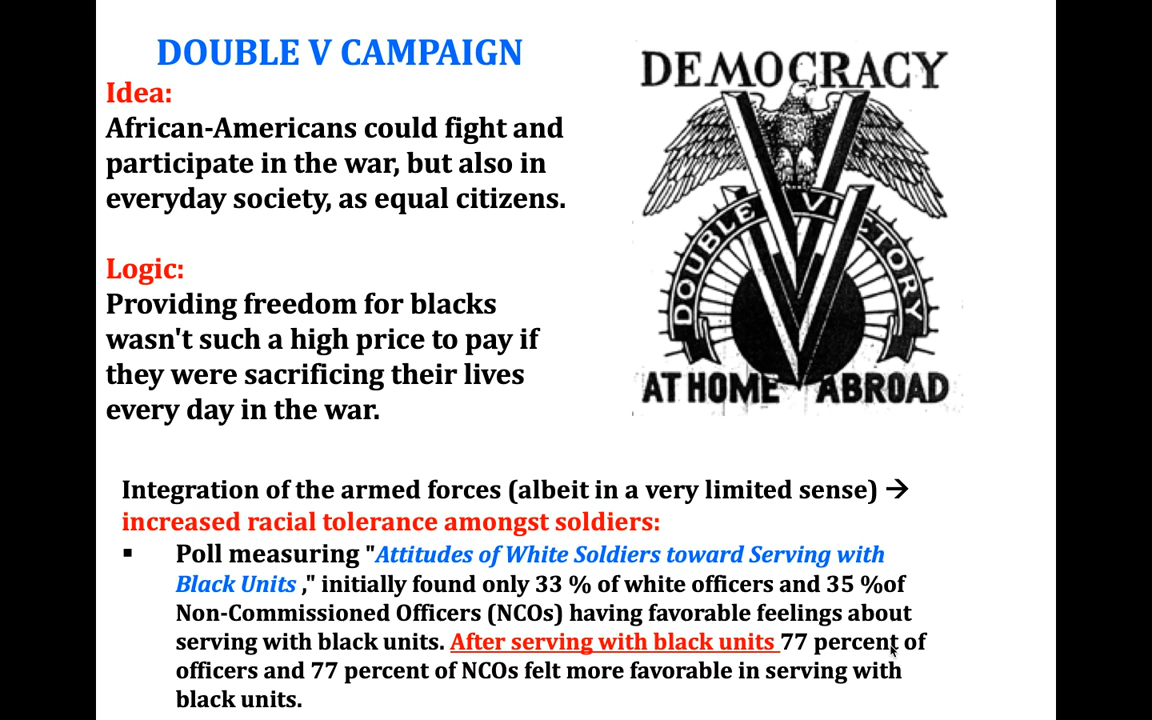 DOUBLE V CAMPAIGN
Idea:
African-Americans could fight and
participate in the war, but also in
everyday society, as equal citizens.
Logic:
Providing freedom for blacks
wasn't such a high price to pay if
they were sacrificing their lives
every day in the war.
DEMOCRACY
DOUBLE VICTORY
AT HOME ABROAD
Integration of the armed forces (albeit in a very limited sense) →
increased racial tolerance amongst soldiers:
▪ Poll measuring "Attitudes of White Soldiers toward Serving with
Black Units ," initially found only 33 % of white officers and 35 %of
Non-Commissioned Officers (NCOs) having favorable feelings about
serving with black units. After serving with black units 77 percent of
officers and 77 percent of NCOs felt more favorable in serving with
black units.